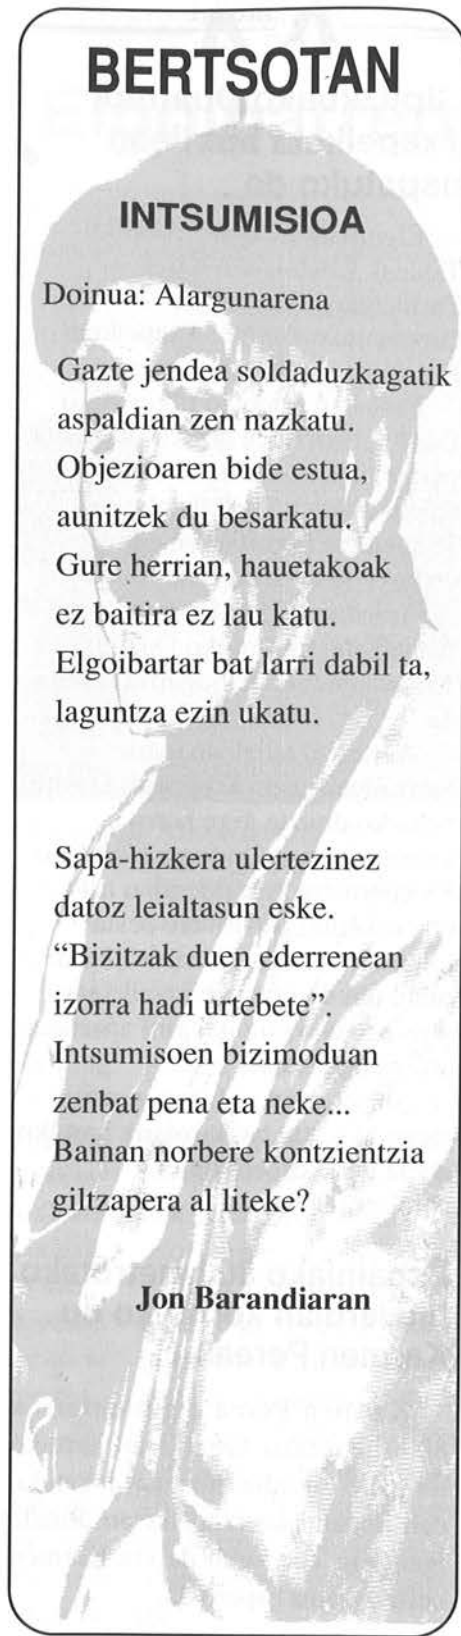 BERTSOTAN
INTSUMISIOA
Doinua: Alargunarena
Gazte jendea soldaduzkagatik
aspaldian zen nazkatu.
Objezioaren bide estua,
aunitzek du besarkatu.
Gure herrian, hauetakoak
ez baitira ez lau katu.
Elgoibartar bat larri dabil ta,
laguntza ezin ukatu.
Sapa-hizkera ulertezinez
datoz leialtasun eske.
“Bizitzak duen ederrenean
izorra hadi urtebete”.
Intsumisoen bizimoduan
zenbat pena eta neke...
Bainan norbere kontzientzia
giltzapera al liteke?
Jon Barandiaran